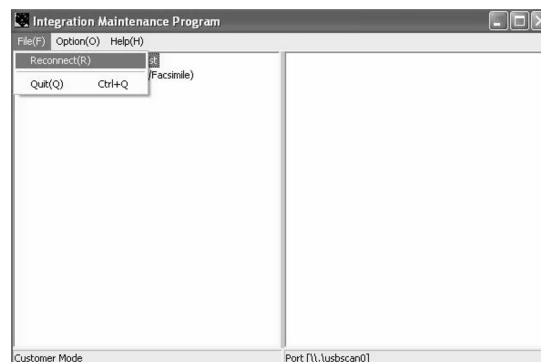 Integration Maintenance Program
File(F) Option(O) Help(H)
Reconnect(R) st
/Facsimile)
Quit(Q) Ctrl+Q
Customer Mode Port [\\.\usbscan0]